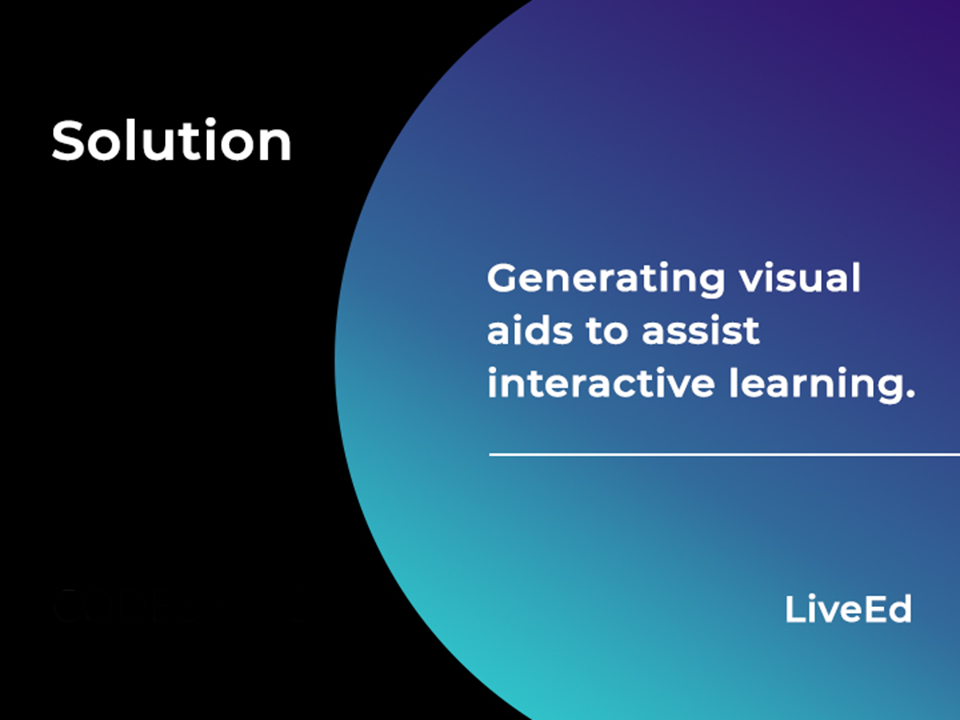 Solution
Generating visual
aids to assist
interactive learning.
LiveEd